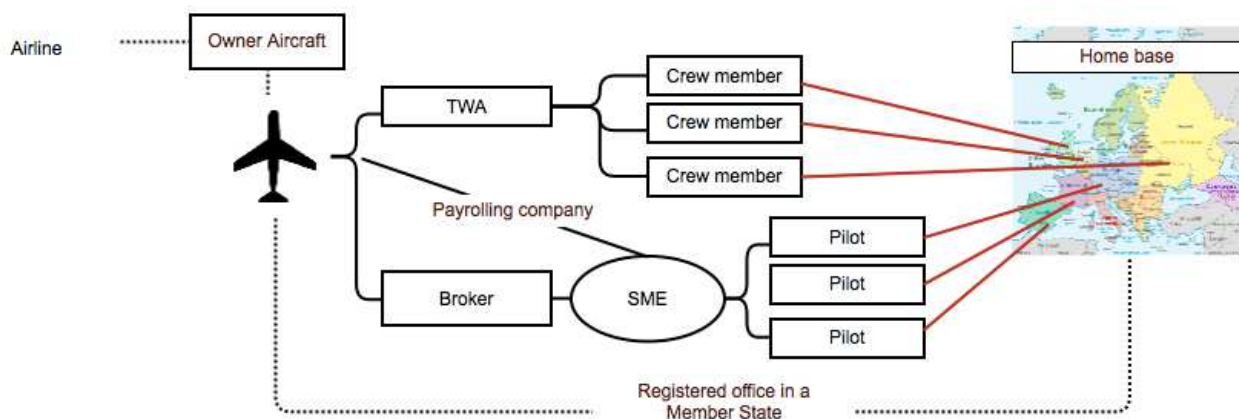 Airline
Owner Aircraft
Home base
Crew member
TWA
Crew member
Crew member
Payrolling company
Pilot
Broker
SME
Pilot
Pilot
Registered office in a
Member State